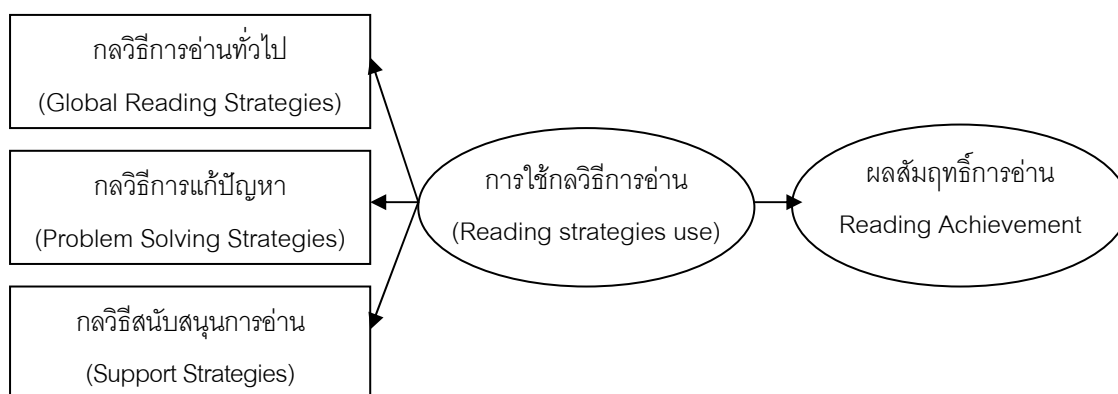 กลวิธีการอ่านทั่วไป
(Global Reading Strategies)
กลวิธีการแก้ปัญหา
(Problem Solving Strategies)
กลวิธีสนับสนุนการอ่าน
(Support Strategies)
การใช้กลวิธีการอ่าน
(Reading strategies use)
ผลสัมฤทธิ์การอ่าน
Reading Achievement